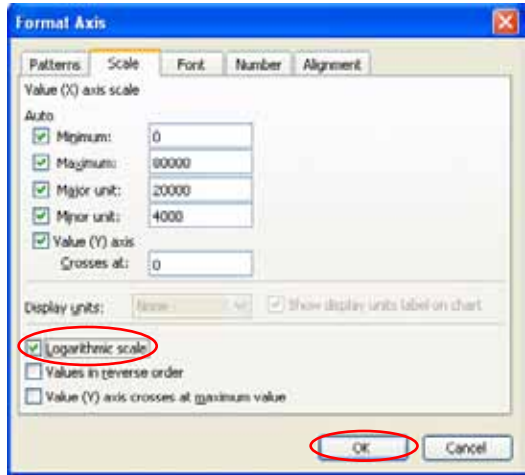 Format Axis
Patterns Scale Font Number Alignment
Value (X) axis scale
Auto
Minimum: 0
Maximum: 80000
Major unit: 20000
Minor unit: 4000
Value (Y) axis
Crosses at: 0
Display units: None Show display units label on chart
Logarithmic scale
Values in reverse order
Value (Y) axis crosses at maximum value
OK Cancel